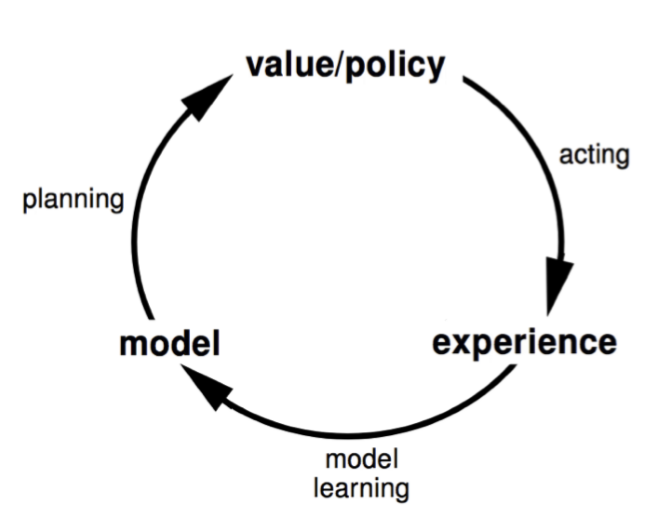 value/policy
acting
planning
model
experience
model
learning